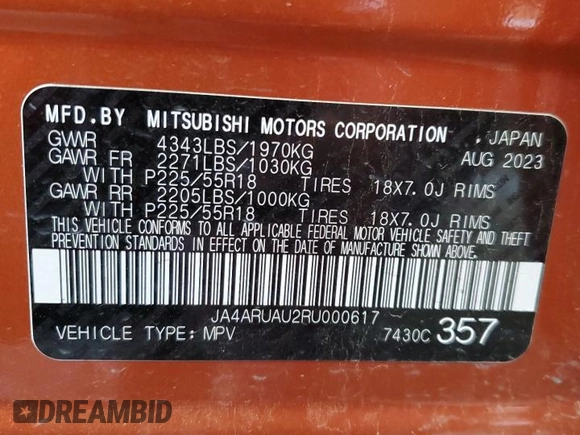 MFD.BY MITSUBISHI MOTORS CORPORATION , JAPAN
GVWR 4343LBS/1970KG AUG 2023
GAWR FR 2271LBS/1030KG
WITH P225/55R18 TIRES 18X7.0J RIMS
GAWR RR 2205LBS/1000KG
WITH P225/55R18 TIRES 18X7.0J RIMS
THIS VEHICLE CONFORMS TO ALL APPLICABLE FEDERAL MOTOR VEHICLE SAFETY AND THEFT
PREVENTION STANDARDS IN EFFECT ON THE DATE OF MANUFACTURE SHOWN ABOVE.
JA4ARUAU2RU000617
VEHICLE TYPE: MPV 7430C 357
DREAMBID